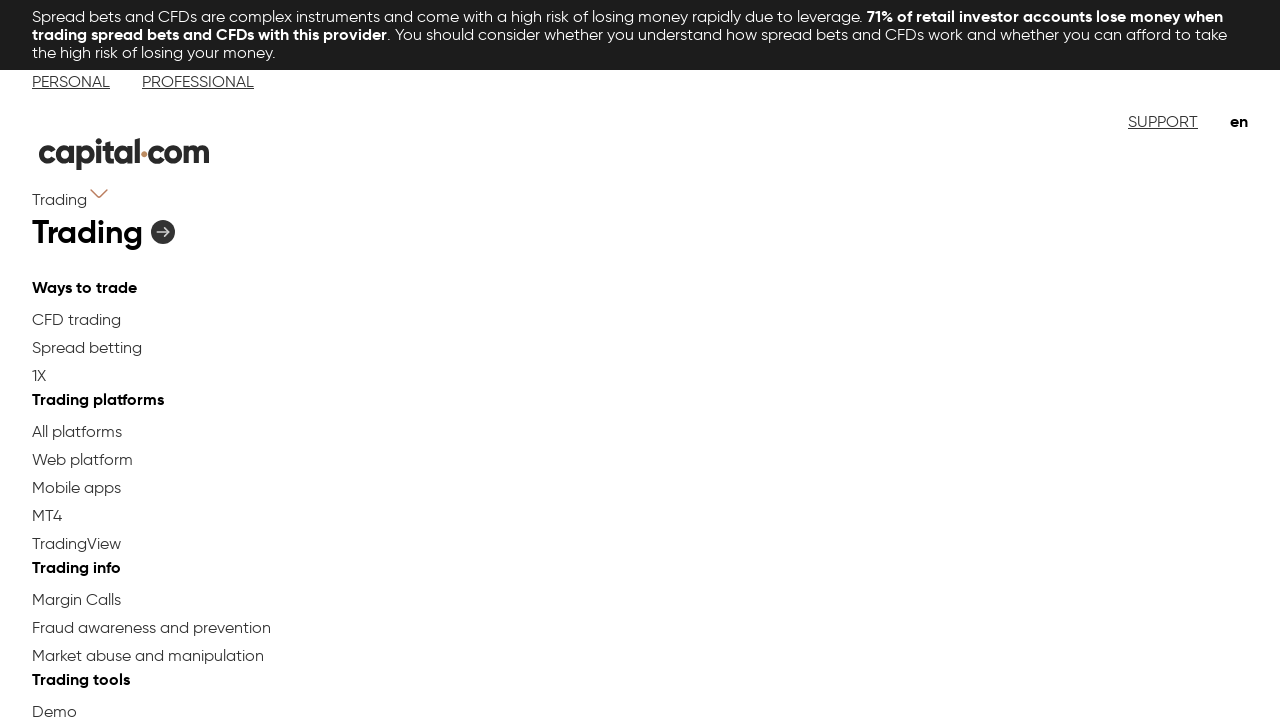 Spread bets and CFDs are complex instruments and come with a high risk of losing money rapidly due to leverage. 71% of retail investor accounts lose money when
trading spread bets and CFDs with this provider. You should consider whether you understand how spread bets and CFDs work and whether you can afford to take
the high risk of losing your money.
PERSONAL PROFESSIONAL
SUPPORT en
capital.com
Trading
Trading
Ways to trade
CFD trading
Spread betting
1X
Trading platforms
All platforms
Web platform
Mobile apps
MT4
TradingView
Trading info
Margin Calls
Fraud awareness and prevention
Market abuse and manipulation
Trading tools
Demo